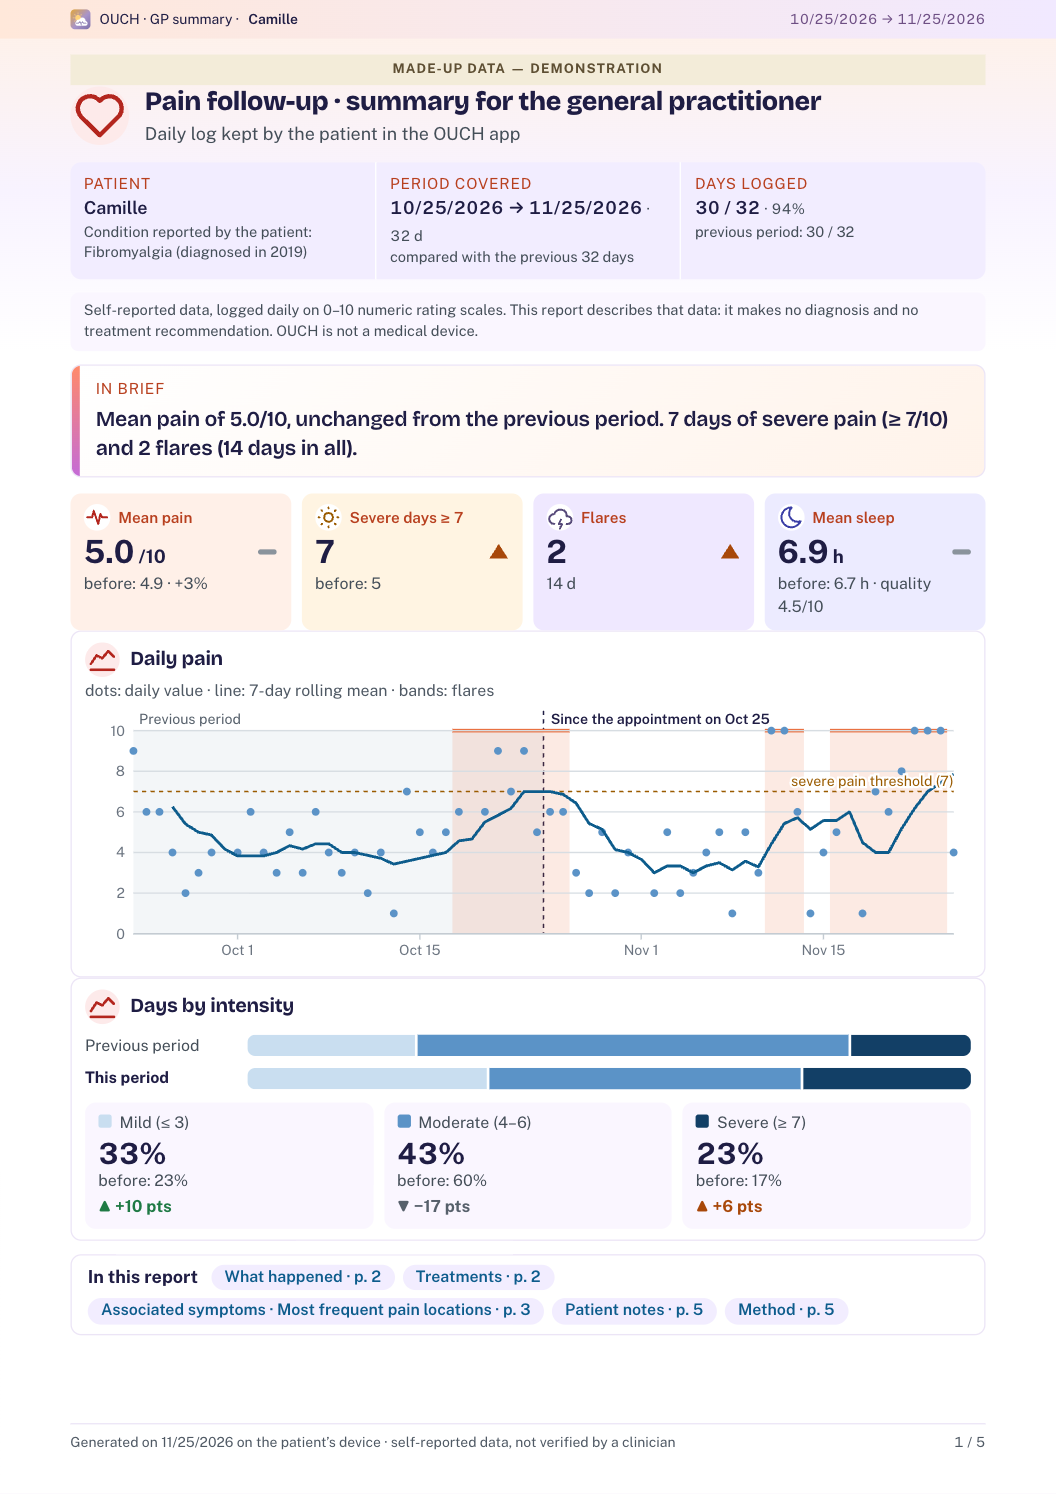 OUCH · GP summary · Camille
10/25/2026 → 11/25/2026
MADE-UP DATA — DEMONSTRATION
Pain follow-up · summary for the general practitioner
Daily log kept by the patient in the OUCH app
PATIENT
Camille
Condition reported by the patient:
Fibromyalgia (diagnosed in 2019)
PERIOD COVERED
10/25/2026 → 11/25/2026 ·
32 d
compared with the previous 32 days
DAYS LOGGED
30 / 32 · 94%
previous period: 30 / 32
Self-reported data, logged daily on 0–10 numeric rating scales. This report describes that data: it makes no diagnosis and no
treatment recommendation. OUCH is not a medical device.
IN BRIEF
Mean pain of 5.0/10, unchanged from the previous period. 7 days of severe pain (≥ 7/10)
and 2 flares (14 days in all).
Mean pain
5.0 /10
before: 4.9 · +3%
Severe days ≥ 7
7
before: 5
Flares
2
14 d
Mean sleep
6.9 h
before: 6.7 h · quality
4.5/10
Daily pain
dots: daily value · line: 7-day rolling mean · bands: flares
Previous period
Since the appointment on Oct 25
10
8
severe pain threshold (7)
6
4
2
0
Oct 1
Oct 15
Nov 1
Nov 15
Days by intensity
Previous period
This period
Mild (≤ 3)
33%
before: 23%
▲ +10 pts
Moderate (4–6)
43%
before: 60%
▼ −17 pts
Severe (≥ 7)
23%
before: 17%
▲ +6 pts
In this report
What happened · p. 2
Treatments · p. 2
Associated symptoms · Most frequent pain locations · p. 3
Patient notes · p. 5
Method · p. 5
Generated on 11/25/2026 on the patient's device · self-reported data, not verified by a clinician
1 / 5